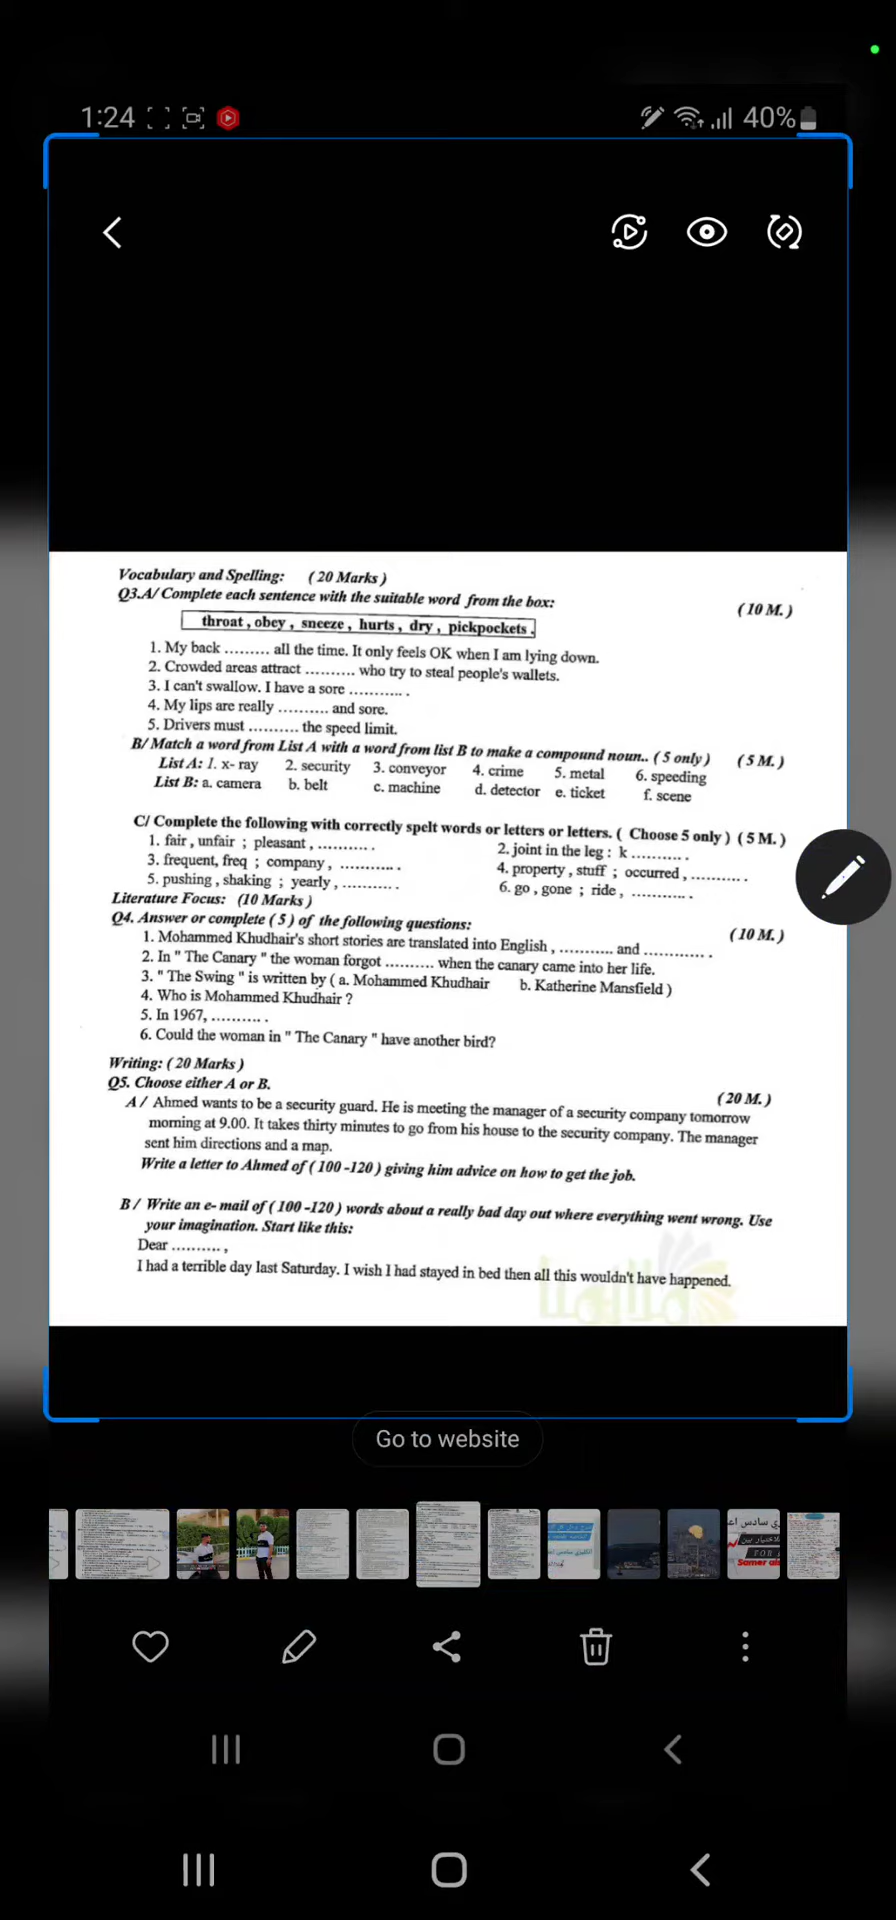 1:24 40%
Vocabulary and Spelling: ( 20 Marks )
Q3.A/ Complete each sentence with the suitable word from the box: ( 10 M. )
throat , obey , sneeze , hurts , dry , pickpockets .
1. My back ......... all the time. It only feels OK when I am lying down.
2. Crowded areas attract .......... who try to steal people's wallets.
3. I can't swallow. I have a sore ........... .
4. My lips are really .......... and sore.
5. Drivers must .......... the speed limit.
B/ Match a word from List A with a word from list B to make a compound noun.. ( 5 only ) ( 5 M. )
List A: 1. x- ray 2. security 3. conveyor 4. crime 5. metal 6. speeding
List B: a. camera b. belt c. machine d. detector e. ticket f. scene
C/ Complete the following with correctly spelt words or letters or letters. ( Choose 5 only ) ( 5 M. )
1. fair , unfair ; pleasant , .......... . 2. joint in the leg : k .......... .
3. frequent, freq ; company , ........... . 4. property , stuff ; occurred , .......... .
5. pushing , shaking ; yearly , .......... . 6. go , gone ; ride , ........... .
Literature Focus: (10 Marks )
Q4. Answer or complete ( 5 ) of the following questions: ( 10 M. )
1. Mohammed Khudhair's short stories are translated into English , .......... and ............ .
2. In " The Canary " the woman forgot ......... when the canary came into her life.
3. " The Swing " is written by ( a. Mohammed Khudhair b. Katherine Mansfield )
4. Who is Mohammed Khudhair ?
5. In 1967, .......... .
6. Could the woman in " The Canary " have another bird?
Writing: ( 20 Marks )
Q5. Choose either A or B. ( 20 M. )
A / Ahmed wants to be a security guard. He is meeting the manager of a security company tomorrow
morning at 9.00. It takes thirty minutes to go from his house to the security company. The manager
sent him directions and a map.
Write a letter to Ahmed of ( 100 -120 ) giving him advice on how to get the job.
B / Write an e- mail of ( 100 -120 ) words about a really bad day out where everything went wrong. Use
your imagination. Start like this:
Dear .......... ,
I had a terrible day last Saturday. I wish I had stayed in bed then all this wouldn't have happened.
Go to website